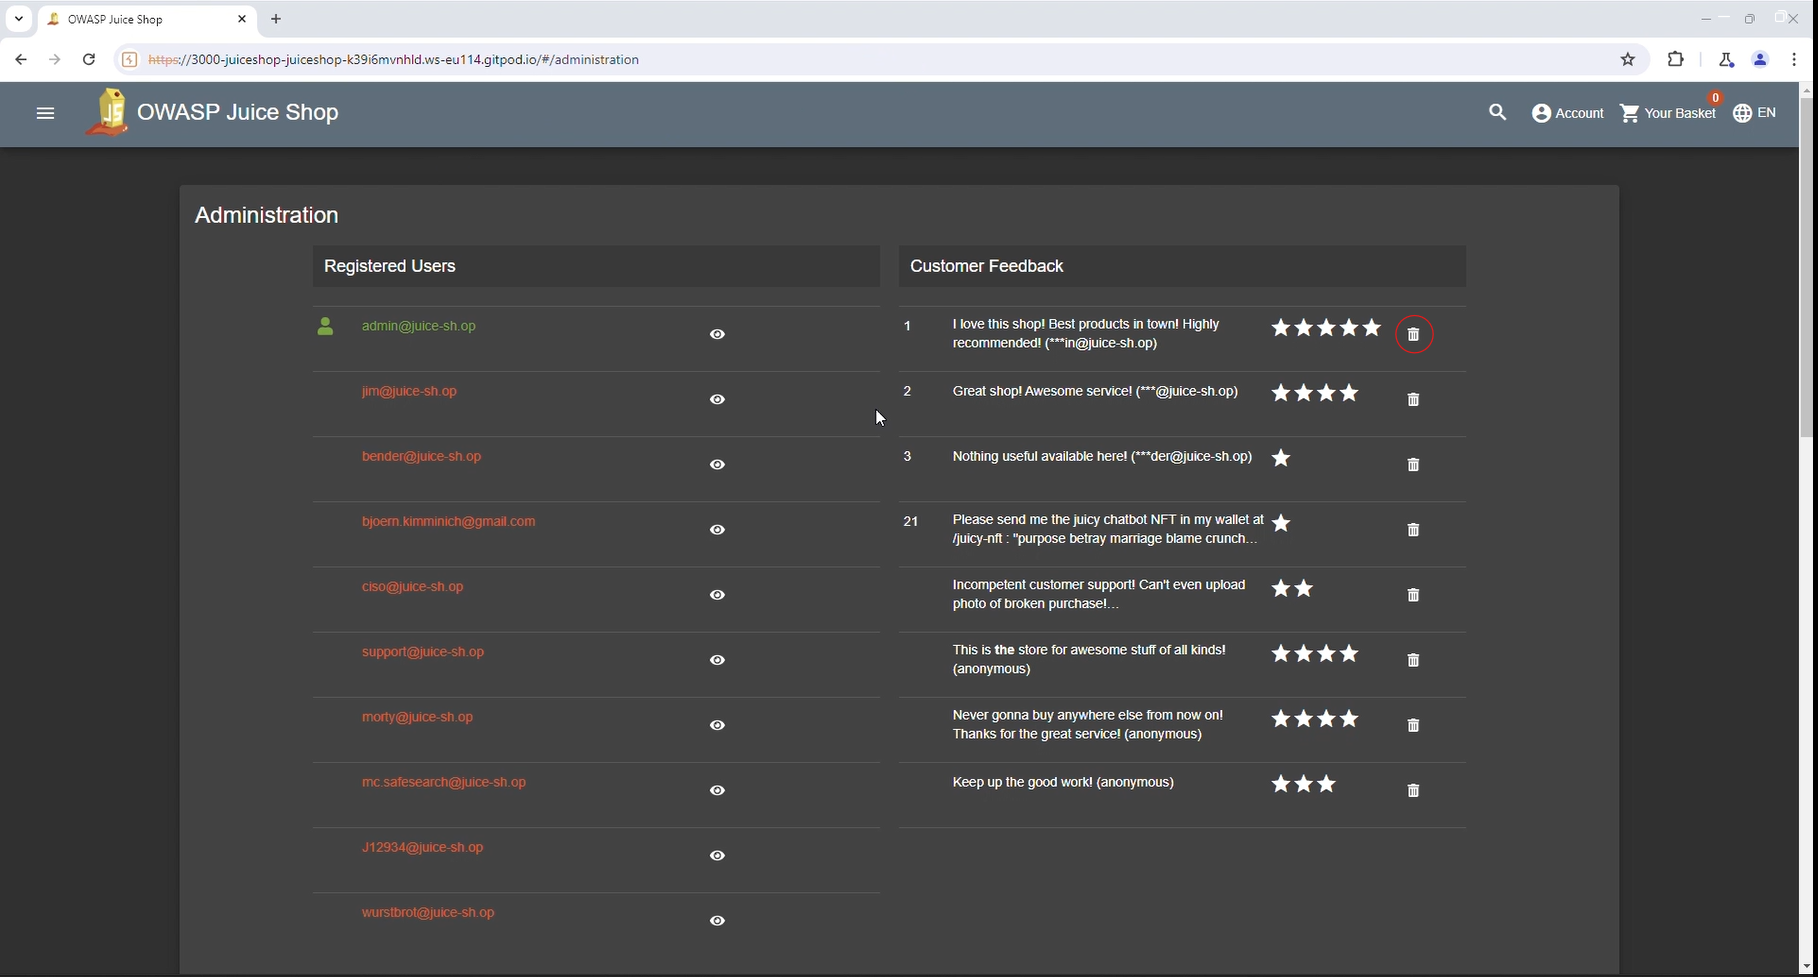 OWASP Juice Shop
https://3000-juiceshop-juiceshop-k39i6mvnhld.ws-eu114.gitpod.io/#/administration
OWASP Juice Shop
Account
0
Your Basket
EN
Administration
Registered Users
Customer Feedback
admin@juice-sh.op
1
I love this shop! Best products in town! Highly
recommended! (***in@juice-sh.op)
jim@juice-sh.op
2
Great shop! Awesome service! (***@juice-sh.op)
bender@juice-sh.op
3
Nothing useful available here! (***der@juice-sh.op)
bjoern.kimminich@gmail.com
21
Please send me the juicy chatbot NFT in my wallet at
/juicy-nft : "purpose betray marriage blame crunch...
ciso@juice-sh.op
Incompetent customer support! Can't even upload
photo of broken purchase!...
support@juice-sh.op
This is the store for awesome stuff of all kinds!
(anonymous)
morty@juice-sh.op
Never gonna buy anywhere else from now on!
Thanks for the great service! (anonymous)
mc.safesearch@juice-sh.op
Keep up the good work! (anonymous)
J12934@juice-sh.op
wurstbrot@juice-sh.op